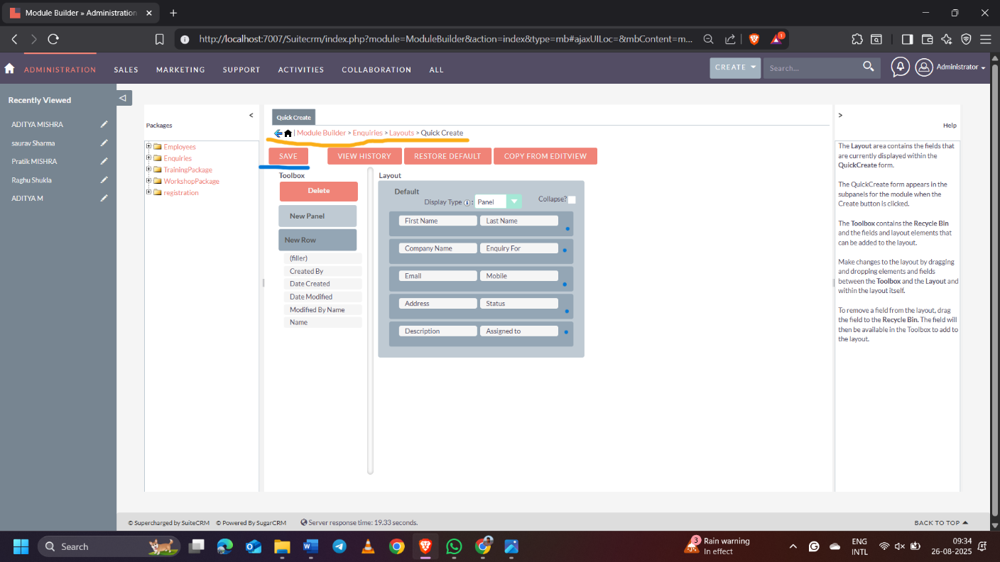 Module Builder » Administration
http://localhost:7007/Suitecrm/index.php?module=ModuleBuilder&action=index&type=mb#ajaxUILoc=&mbContent=m...
1
ADMINISTRATION SALES MARKETING SUPPORT ACTIVITIES COLLABORATION ALL
CREATE
Search...
Administrator
Recently Viewed
ADITYA MISHRA
saurav Sharma
Pratik MISHRA
Raghu Shukla
ADITYA M
<
Packages
Employees
Enquiries
TrainingPackage
WorkshopPackage
registration
Quick Create
| Module Builder > Enquiries > Layouts > Quick Create
SAVE VIEW HISTORY RESTORE DEFAULT COPY FROM EDITVIEW
Toolbox
Delete
New Panel
New Row
(filler)
Created By
Date Created
Date Modified
Modified By Name
Name
Layout
Default
Display Type : Panel Collapse?
First Name Last Name
Company Name Enquiry For
Email Mobile
Address Status
Description Assigned to
>
Help
The Layout area contains the fields that
are currently displayed within the
QuickCreate form.
The QuickCreate form appears in the
subpanels for the module when the
Create button is clicked.
The Toolbox contains the Recycle Bin
and the fields and layout elements that
can be added to the layout.
Make changes to the layout by dragging
and dropping elements and fields
between the Toolbox and the Layout and
within the layout itself.
To remove a field from the layout, drag
the field to the Recycle Bin. The field will
then be available in the Toolbox to add to
the layout.
© Supercharged by SuiteCRM © Powered By SugarCRM Server response time: 19.33 seconds.
BACK TO TOP
Search
3
Rain warning
In effect
ENG
INTL
09:34
26-08-2025